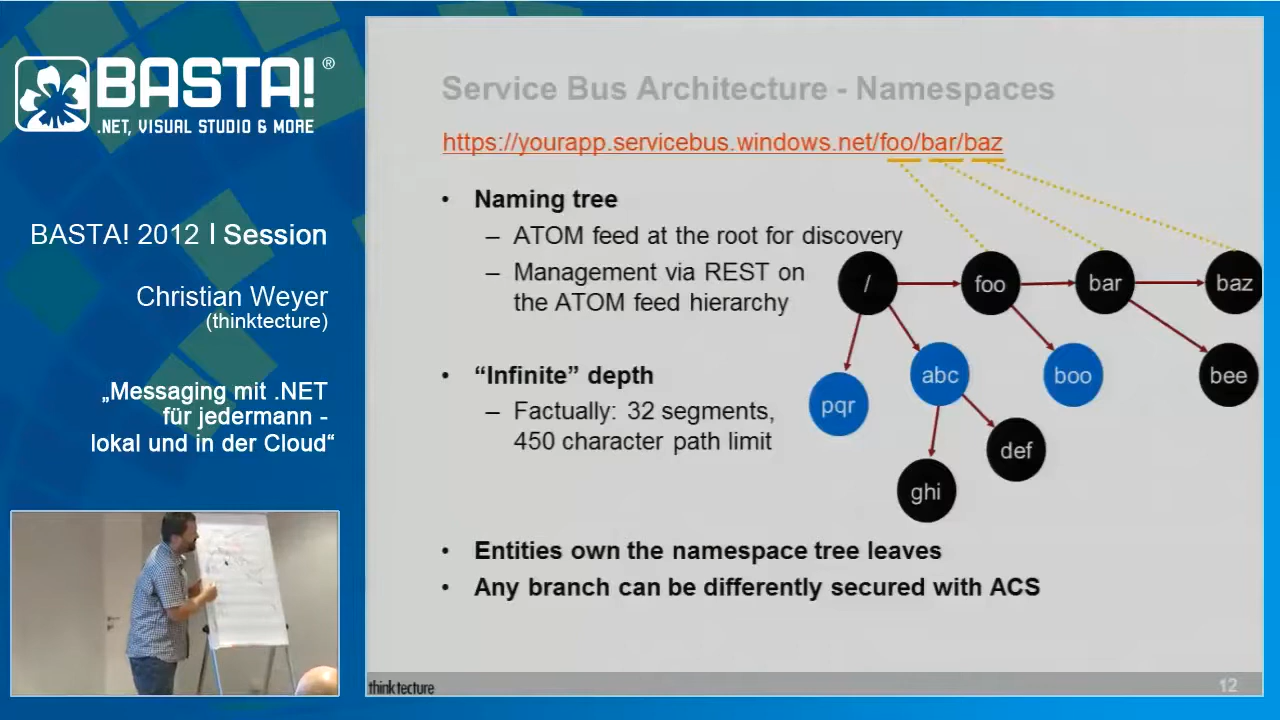 BASTA!®
.NET, VISUAL STUDIO & MORE
BASTA! 2012 | Session
Christian Weyer
(thinktecture)
„Messaging mit .NET
für jedermann -
lokal und in der Cloud“
Service Bus Architecture - Namespaces
https://yourapp.servicebus.windows.net/foo/bar/baz
• Naming tree
– ATOM feed at the root for discovery
– Management via REST on
the ATOM feed hierarchy
• “Infinite” depth
– Factually: 32 segments,
450 character path limit
/ foo bar baz
pqr abc boo bee
ghi def
• Entities own the namespace tree leaves
• Any branch can be differently secured with ACS
thinktecture
12